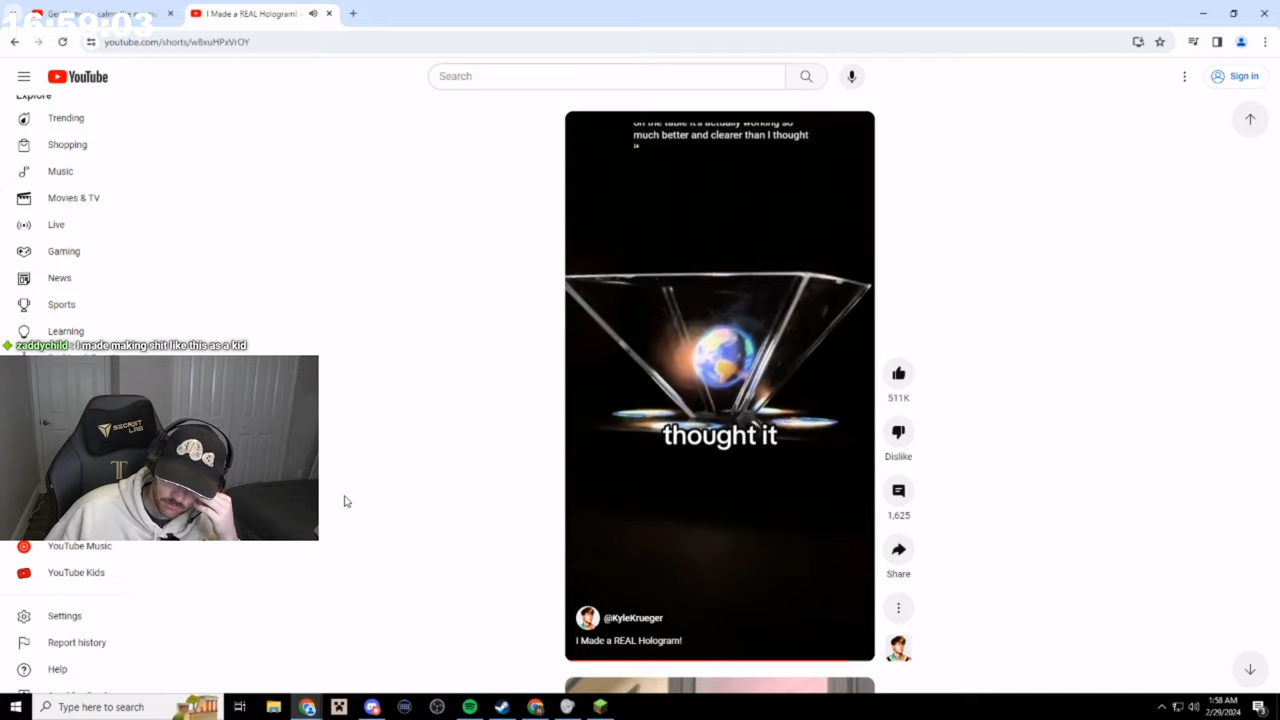 16:59:03
I Made a REAL Hologram! -
youtube.com/shorts/w8xuHPxVrOY
YouTube
Search
Sign in
Explore
Trending
Shopping
Music
Movies & TV
Live
Gaming
News
Sports
Learning
zaddychild: I made making shit like this as a kid
SECRET
LAB
YouTube Music
YouTube Kids
Settings
Report history
Help
on the table it's actually working so
much better and clearer than I thought
thought it
@KyleKrueger
I Made a REAL Hologram!
511K
Dislike
1,625
Share
Type here to search
1:58 AM
2/29/2024